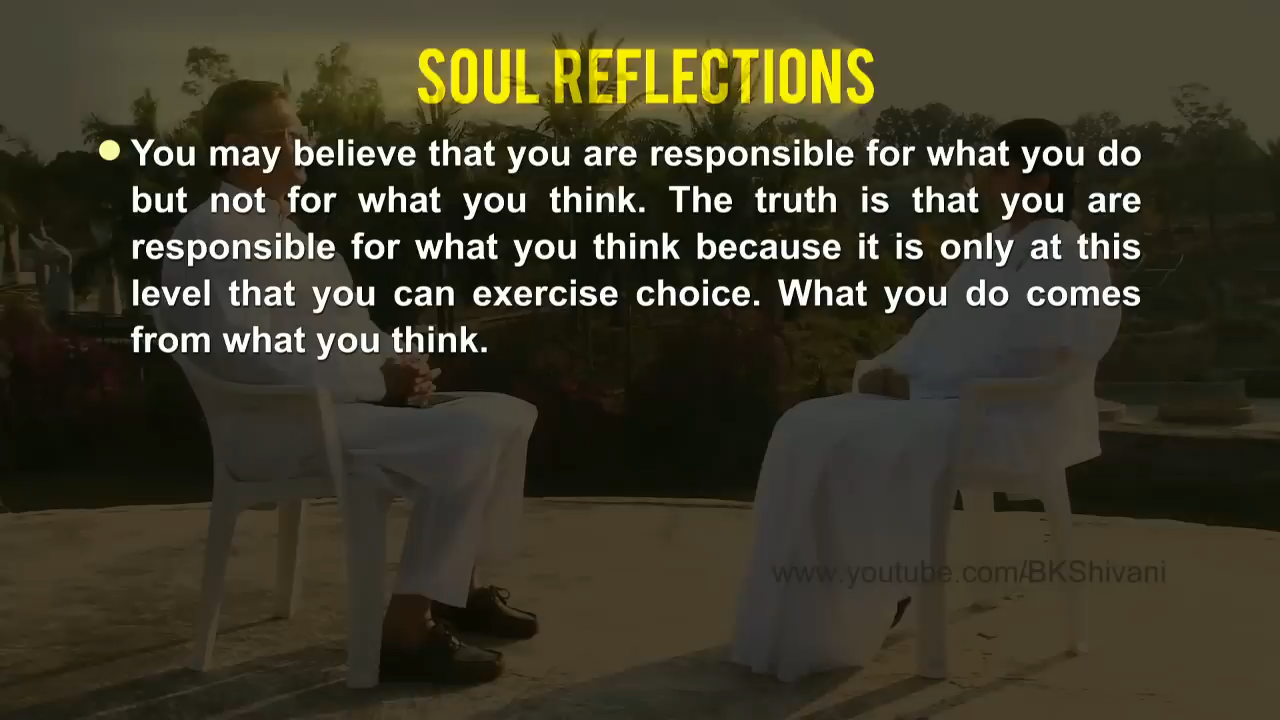 SOUL REFLECTIONS
You may believe that you are responsible for what you do
but not for what you think. The truth is that you are
responsible for what you think because it is only at this
level that you can exercise choice. What you do comes
from what you think.
www.youtube.com/BKShivani